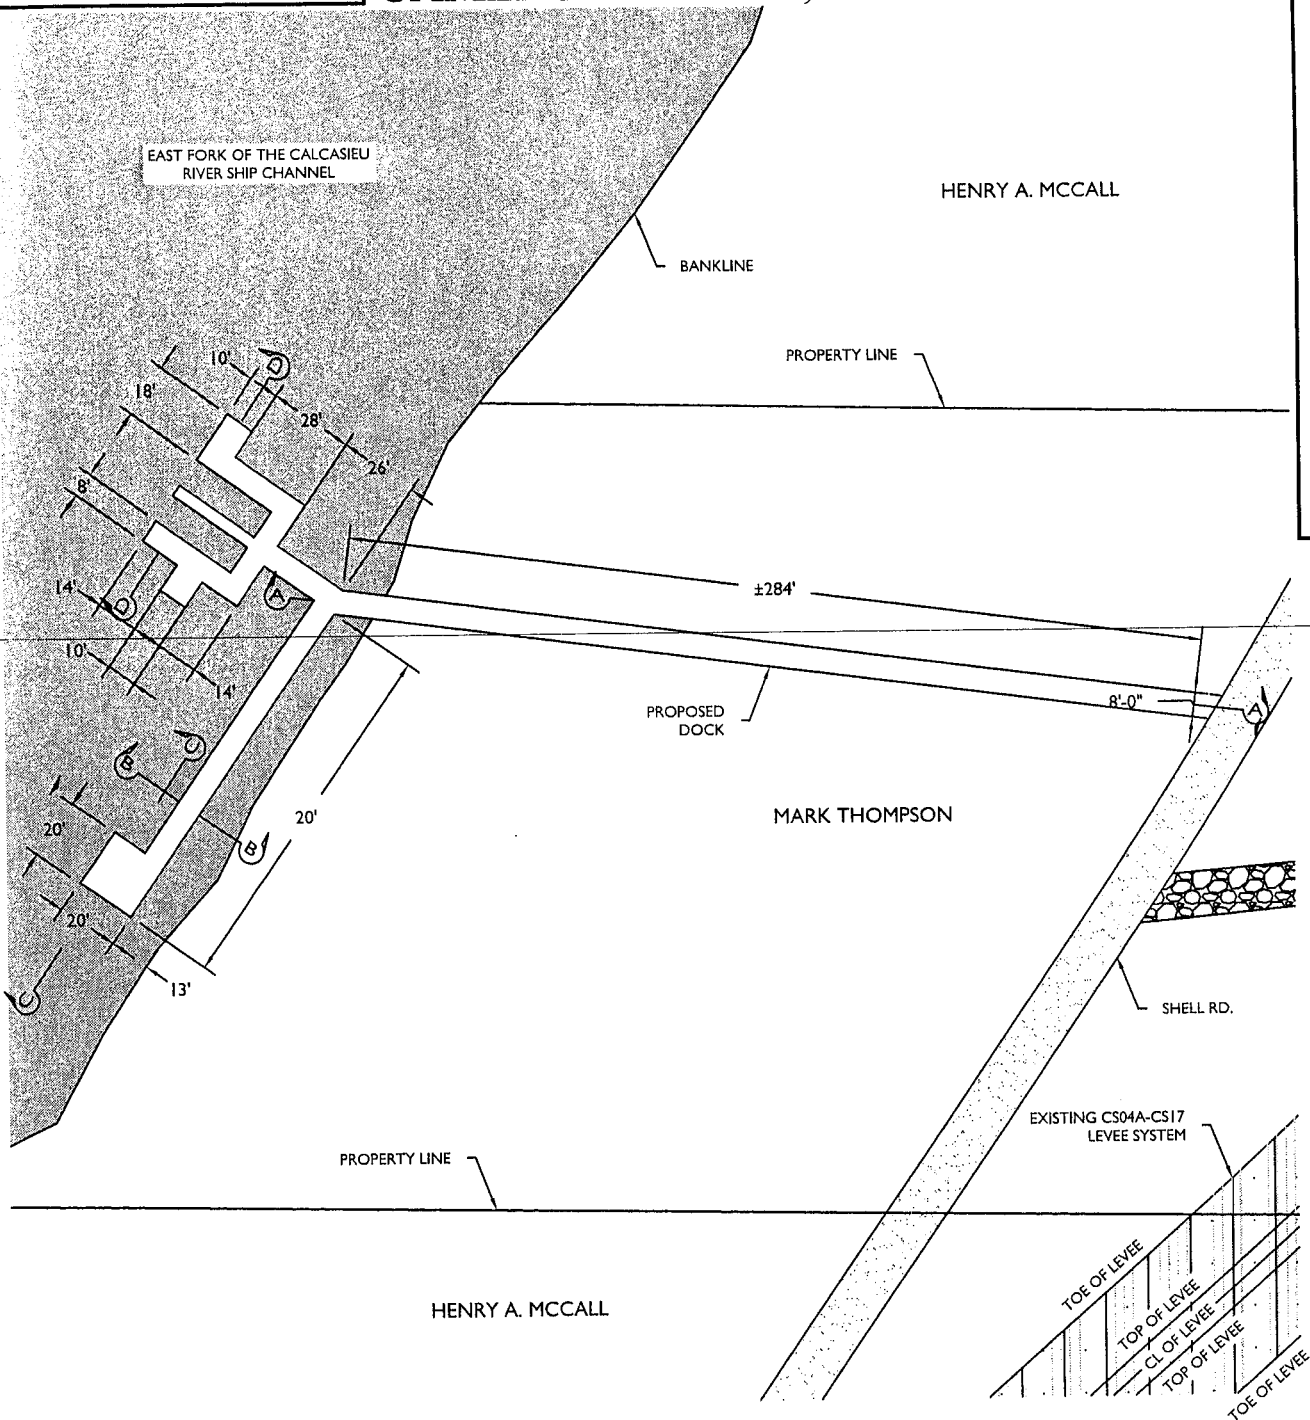 EAST FORK OF THE CALCASIEU
RIVER SHIP CHANNEL
HENRY A. MCCALL
BANKLINE
PROPERTY LINE
10'
D
18'
28'
26'
8'
±284'
14'
D
A
10'
14'
8'-0"
A
PROPOSED
DOCK
C
B
MARK THOMPSON
20'
20'
B
20'
13'
C
SHELL RD.
EXISTING CS04A-CS17
LEVEE SYSTEM
PROPERTY LINE
HENRY A. MCCALL
TOE OF LEVEE
TOP OF LEVEE
CL OF LEVEE
TOP OF LEVEE
TOE OF LEVEE